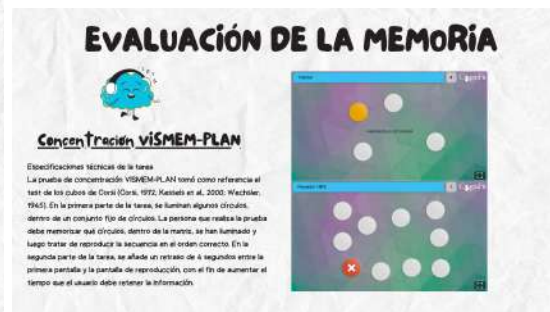 EVALUACIÓN DE LA MEMORIA
Concentración VISMEM-PLAN
Especificaciones técnicas de la tarea
La prueba de concentración VISMEM-PLAN tomó como referencia el
test de los cubos de Corsi (Corsi, 1972; Kessels et al., 2000; Wechsler,
1945). En la primera parte de la tarea, se iluminan algunos círculos,
dentro de un conjunto fijo de círculos. La persona que realiza la prueba
debe memorizar qué círculos, dentro de la matriz, se han iluminado y
luego tratar de reproducir la secuencia en el orden correcto. En la
segunda parte de la tarea, se añade un retraso de 4 segundos entre la
primera pantalla y la pantalla de reproducción, con el fin de aumentar el
tiempo que el usuario debe retener la información.